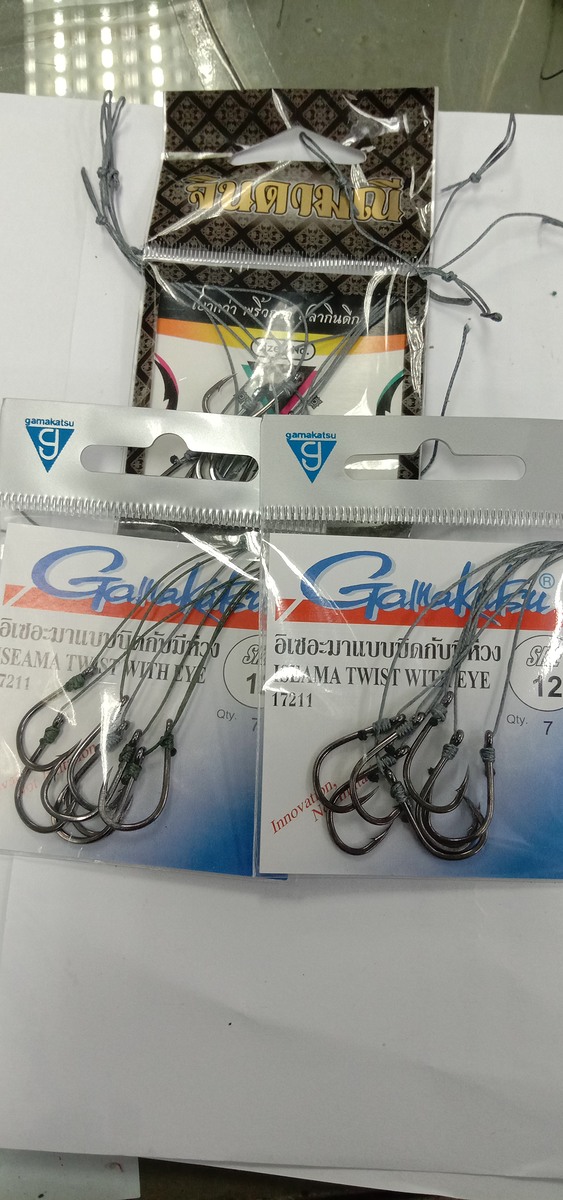 จินดามณี
gamakatsu
g
Gamakatsu
อิเซอะมาแบบบิดกับมีห่วง
ISEAMA TWIST WITH EYE
17211
Qty. 7
gamakatsu
g
Gamakatsu®
อิเซอะมาแบบบิดกับมีห่วง
ISEAMA TWIST WITH EYE
17211
12
Qty. 7
Innovation.